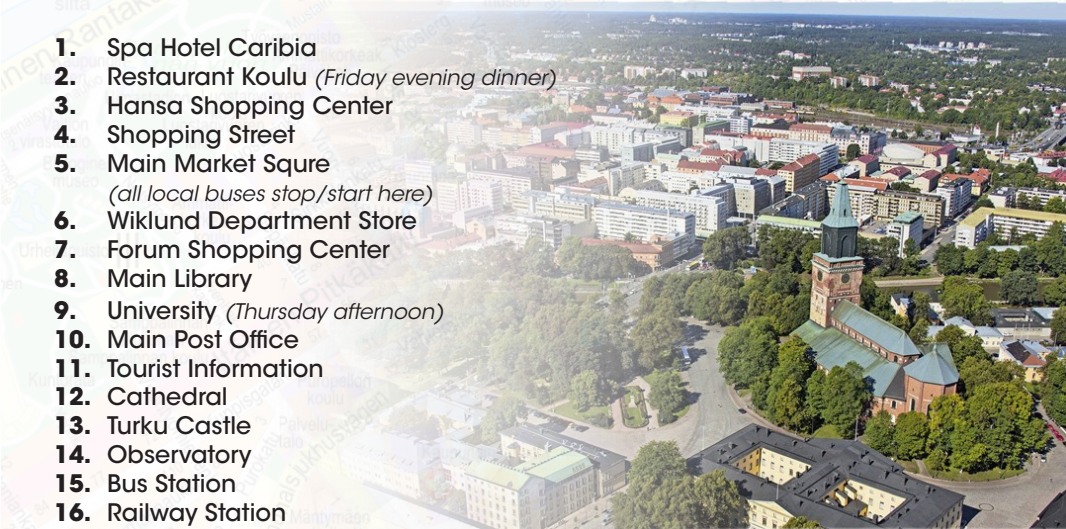 1. Spa Hotel Caribia
2. Restaurant Koulu (Friday evening dinner)
3. Hansa Shopping Center
4. Shopping Street
5. Main Market Squre
(all local buses stop/start here)
6. Wiklund Department Store
7. Forum Shopping Center
8. Main Library
9. University (Thursday afternoon)
10. Main Post Office
11. Tourist Information
12. Cathedral
13. Turku Castle
14. Observatory
15. Bus Station
16. Railway Station